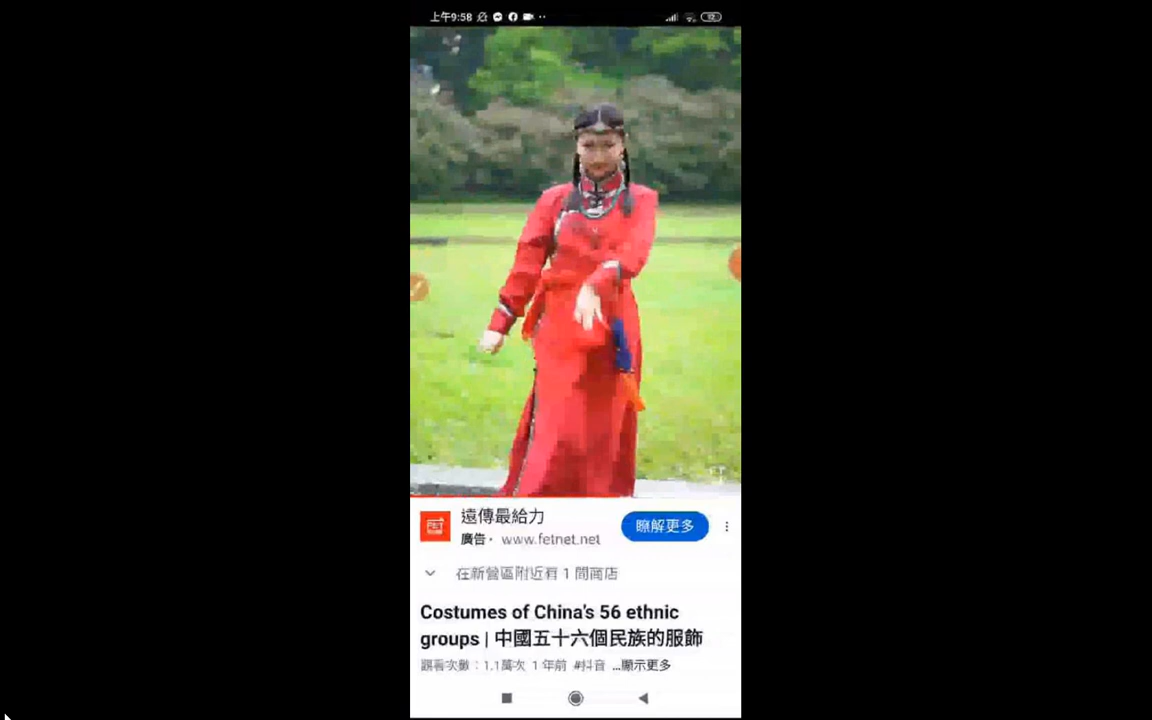 上午9:58
遠傳最給力
瞭解更多
FET
廣告· www.fetnet.net
在新營區附近有 1 間商店
Costumes of China's 56 ethnic
groups | 中國五十六個民族的服飾
觀看次數：1.1萬次 1 年前 #抖音 ...顯示更多